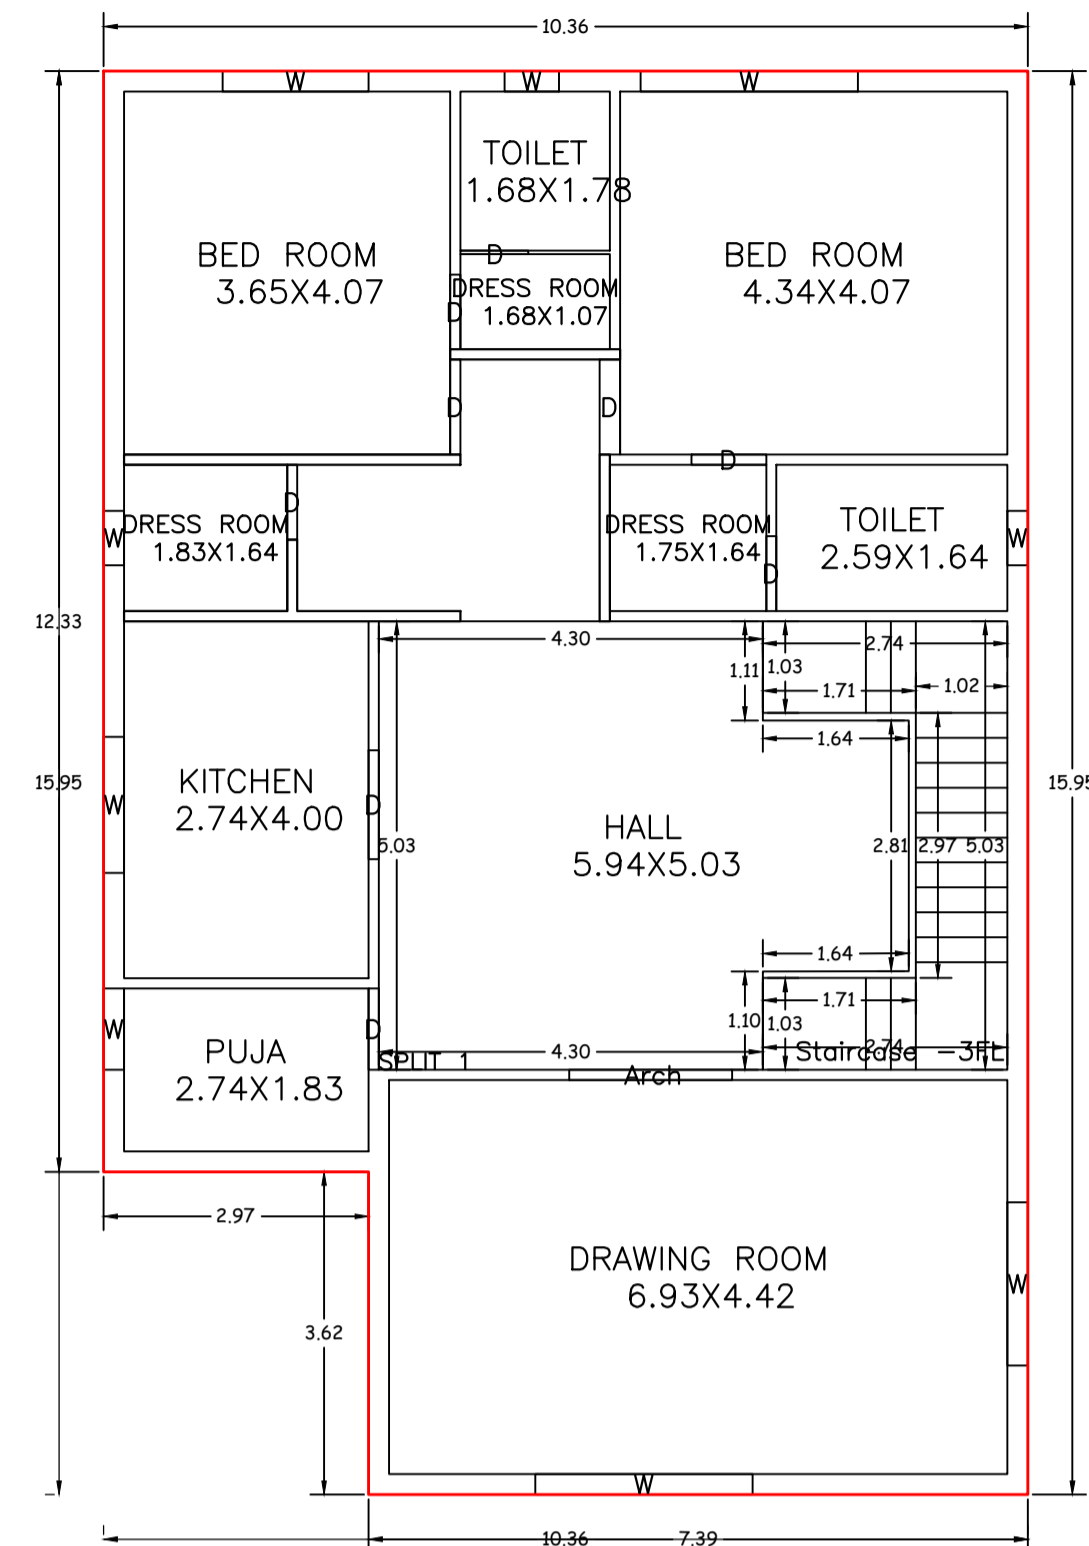 10.36
W
W
W
TOILET
1.68X1.78
D
BED ROOM
3.65X4.07
BED ROOM
4.34X4.07
DRESS ROOM
1.68X1.07
D
D
D
D
D
DRESS ROOM
1.83X1.64
W
DRESS ROOM
1.75X1.64
TOILET
2.59X1.64
W
D
12.33
4.30
2.74
1.11
1.03
1.71
1.02
1.64
15.95
15.95
KITCHEN
2.74X4.00
W
D
HALL
5.94X5.03
5.03
2.81
2.97
5.03
1.64
1.71
1.10
1.03
W
D
PUJA
2.74X1.83
SPLIT 1
4.30
2.74
Staircase -3FL
Arch
2.97
DRAWING ROOM
6.93X4.42
W
3.62
W
10.36
7.39